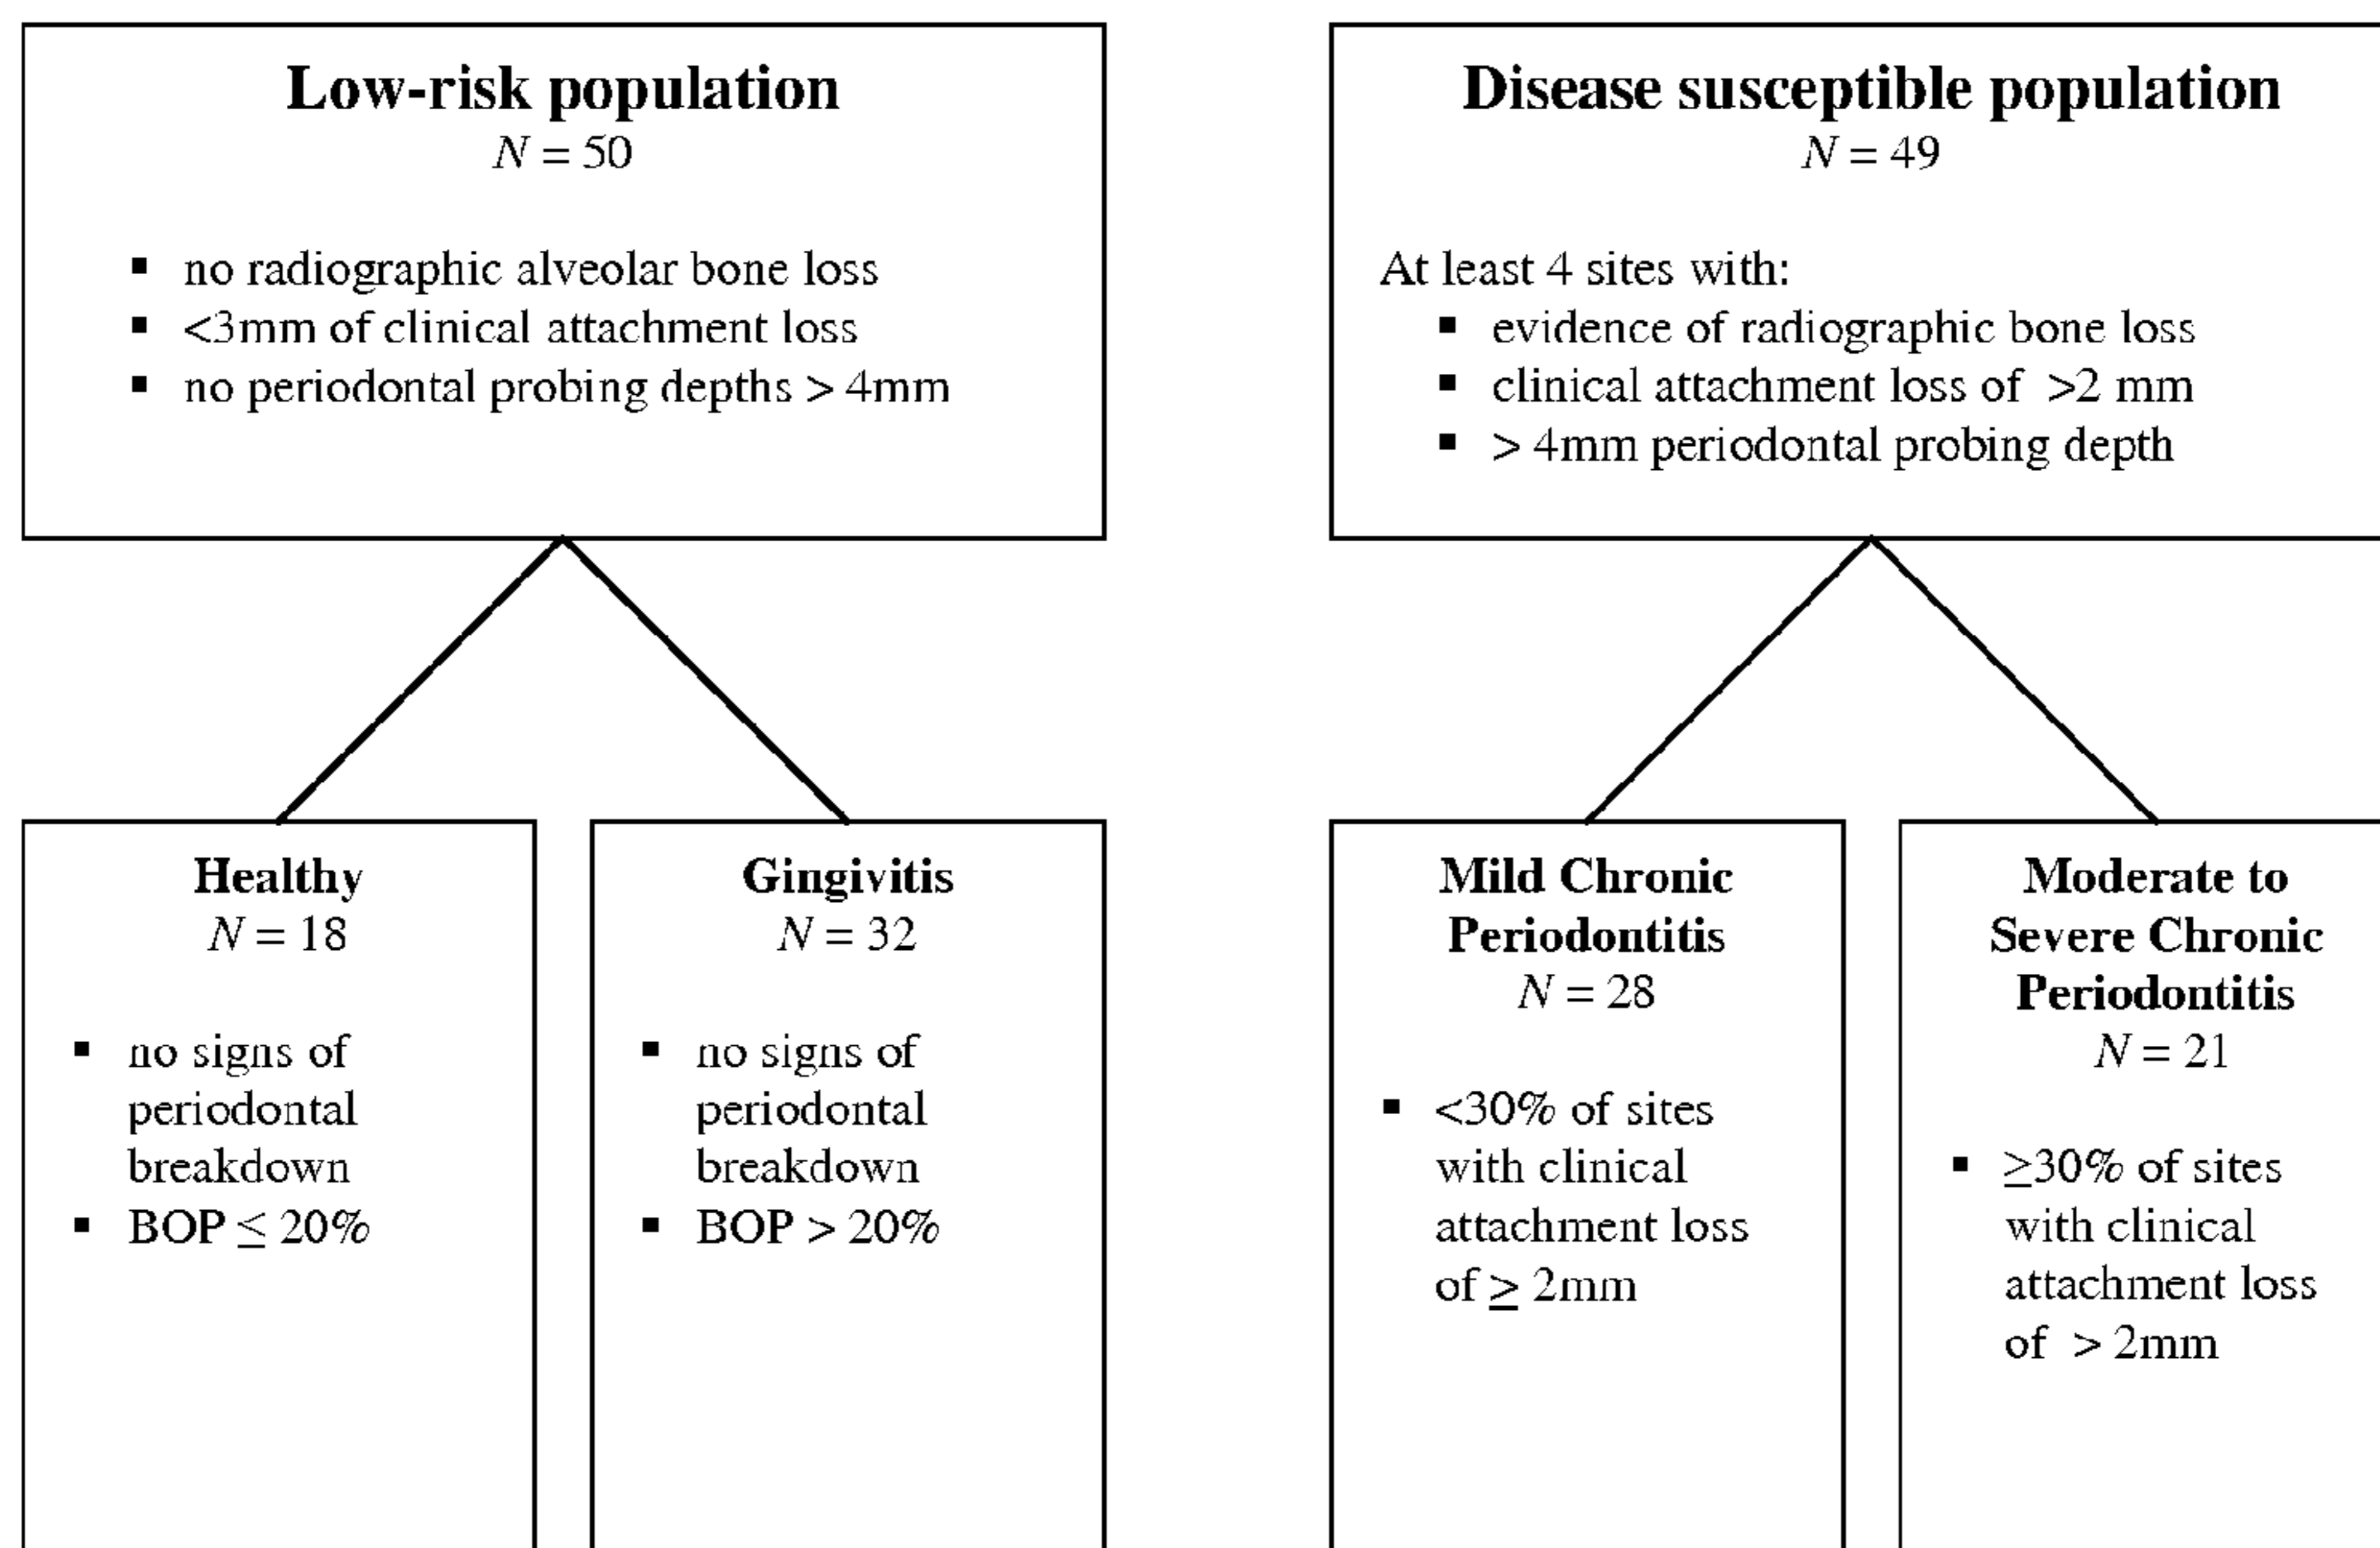 Low-risk population
N = 50
▪ no radiographic alveolar bone loss
▪ <3mm of clinical attachment loss
▪ no periodontal probing depths > 4mm
Disease susceptible population
N = 49
At least 4 sites with:
▪ evidence of radiographic bone loss
▪ clinical attachment loss of >2 mm
▪ > 4mm periodontal probing depth
Healthy
N = 18
▪ no signs of
periodontal
breakdown
▪ BOP ≤ 20%
Gingivitis
N = 32
▪ no signs of
periodontal
breakdown
▪ BOP > 20%
Mild Chronic
Periodontitis
N = 28
▪ <30% of sites
with clinical
attachment loss
of ≥ 2mm
Moderate to
Severe Chronic
Periodontitis
N = 21
▪ ≥30% of sites
with clinical
attachment loss
of > 2mm